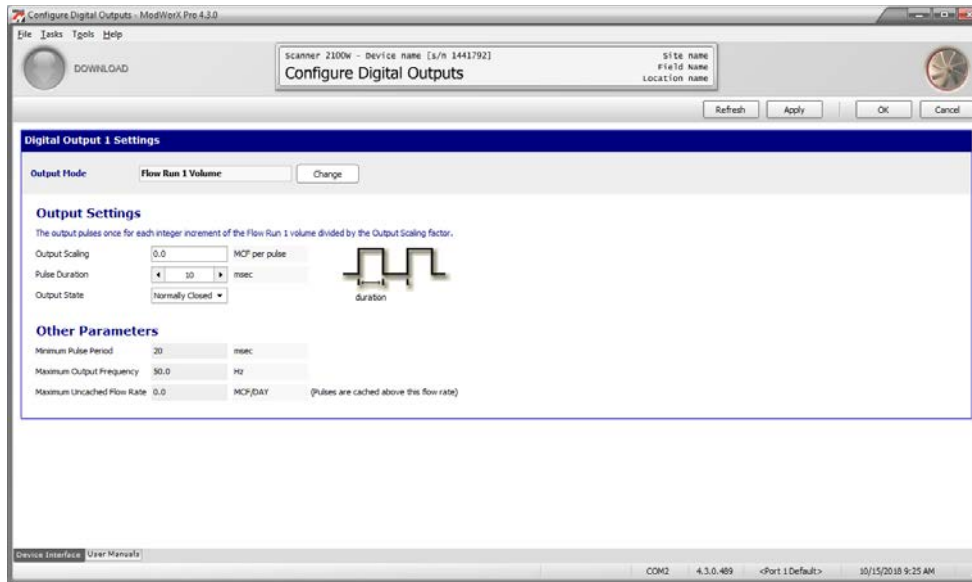 Configure Digital Outputs - ModWorX Pro 4.3.0
File Tasks Tools Help
DOWNLOAD
Scanner 2100W - Device name [s/n 1441792]
Configure Digital Outputs
Site name
Field Name
Location name
Refresh Apply OK Cancel
Digital Output 1 Settings
Output Mode Flow Run 1 Volume Change
Output Settings
The output pulses once for each integer increment of the Flow Run 1 volume divided by the Output Scaling factor.
Output Scaling 0.0 MCF per pulse
Pulse Duration 10 msec
Output State Normally Closed
duration
Other Parameters
Minimum Pulse Period 20 msec
Maximum Output Frequency 50.0 Hz
Maximum Uncached Flow Rate 0.0 MCF/DAY (Pulses are cached above this flow rate)
Device Interface User Manuals
COM2 4.3.0.489 <Port 1 Default> 10/15/2018 9:25 AM